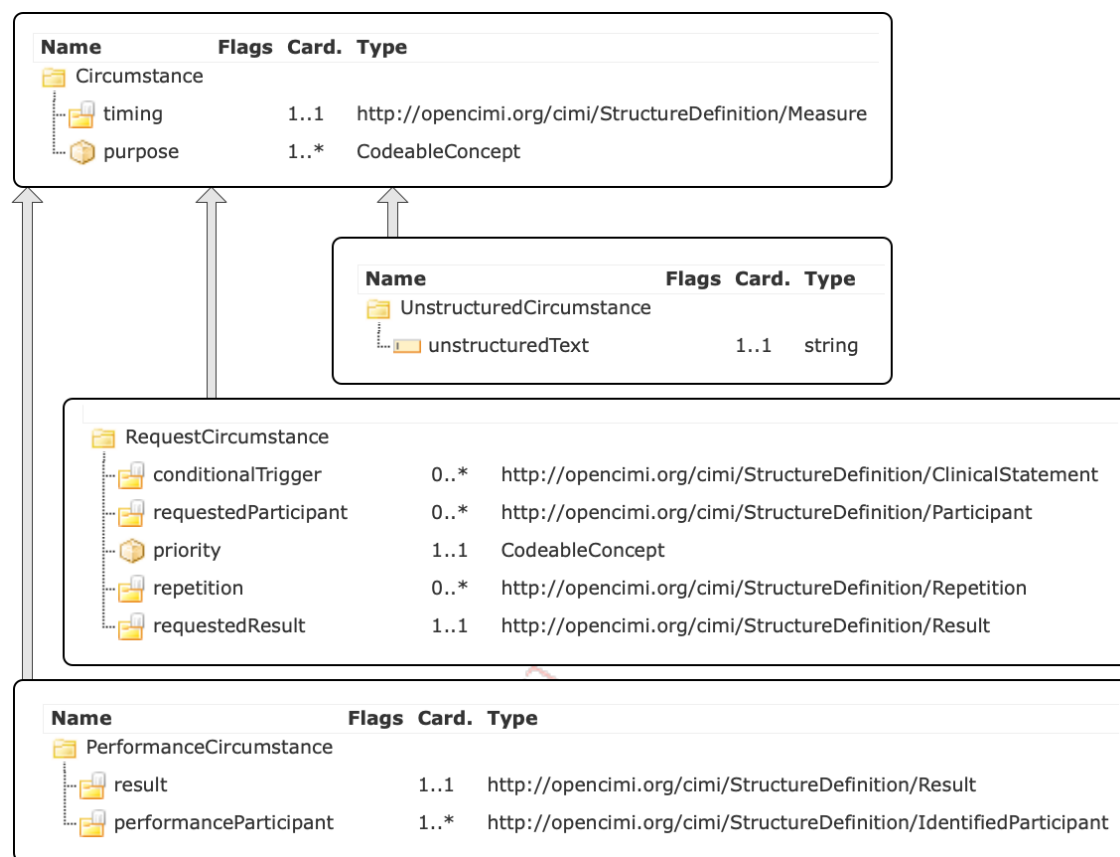 Name Flags Card. Type
Circumstance
timing 1..1 http://opencimi.org/cimi/StructureDefinition/Measure
purpose 1..* CodeableConcept
Name Flags Card. Type
UnstructuredCircumstance
unstructuredText 1..1 string
RequestCircumstance
conditionalTrigger 0..* http://opencimi.org/cimi/StructureDefinition/ClinicalStatement
requestedParticipant 0..* http://opencimi.org/cimi/StructureDefinition/Participant
priority 1..1 CodeableConcept
repetition 0..* http://opencimi.org/cimi/StructureDefinition/Repetition
requestedResult 1..1 http://opencimi.org/cimi/StructureDefinition/Result
Name Flags Card. Type
PerformanceCircumstance
result 1..1 http://opencimi.org/cimi/StructureDefinition/Result
performanceParticipant 1..* http://opencimi.org/cimi/StructureDefinition/IdentifiedParticipant